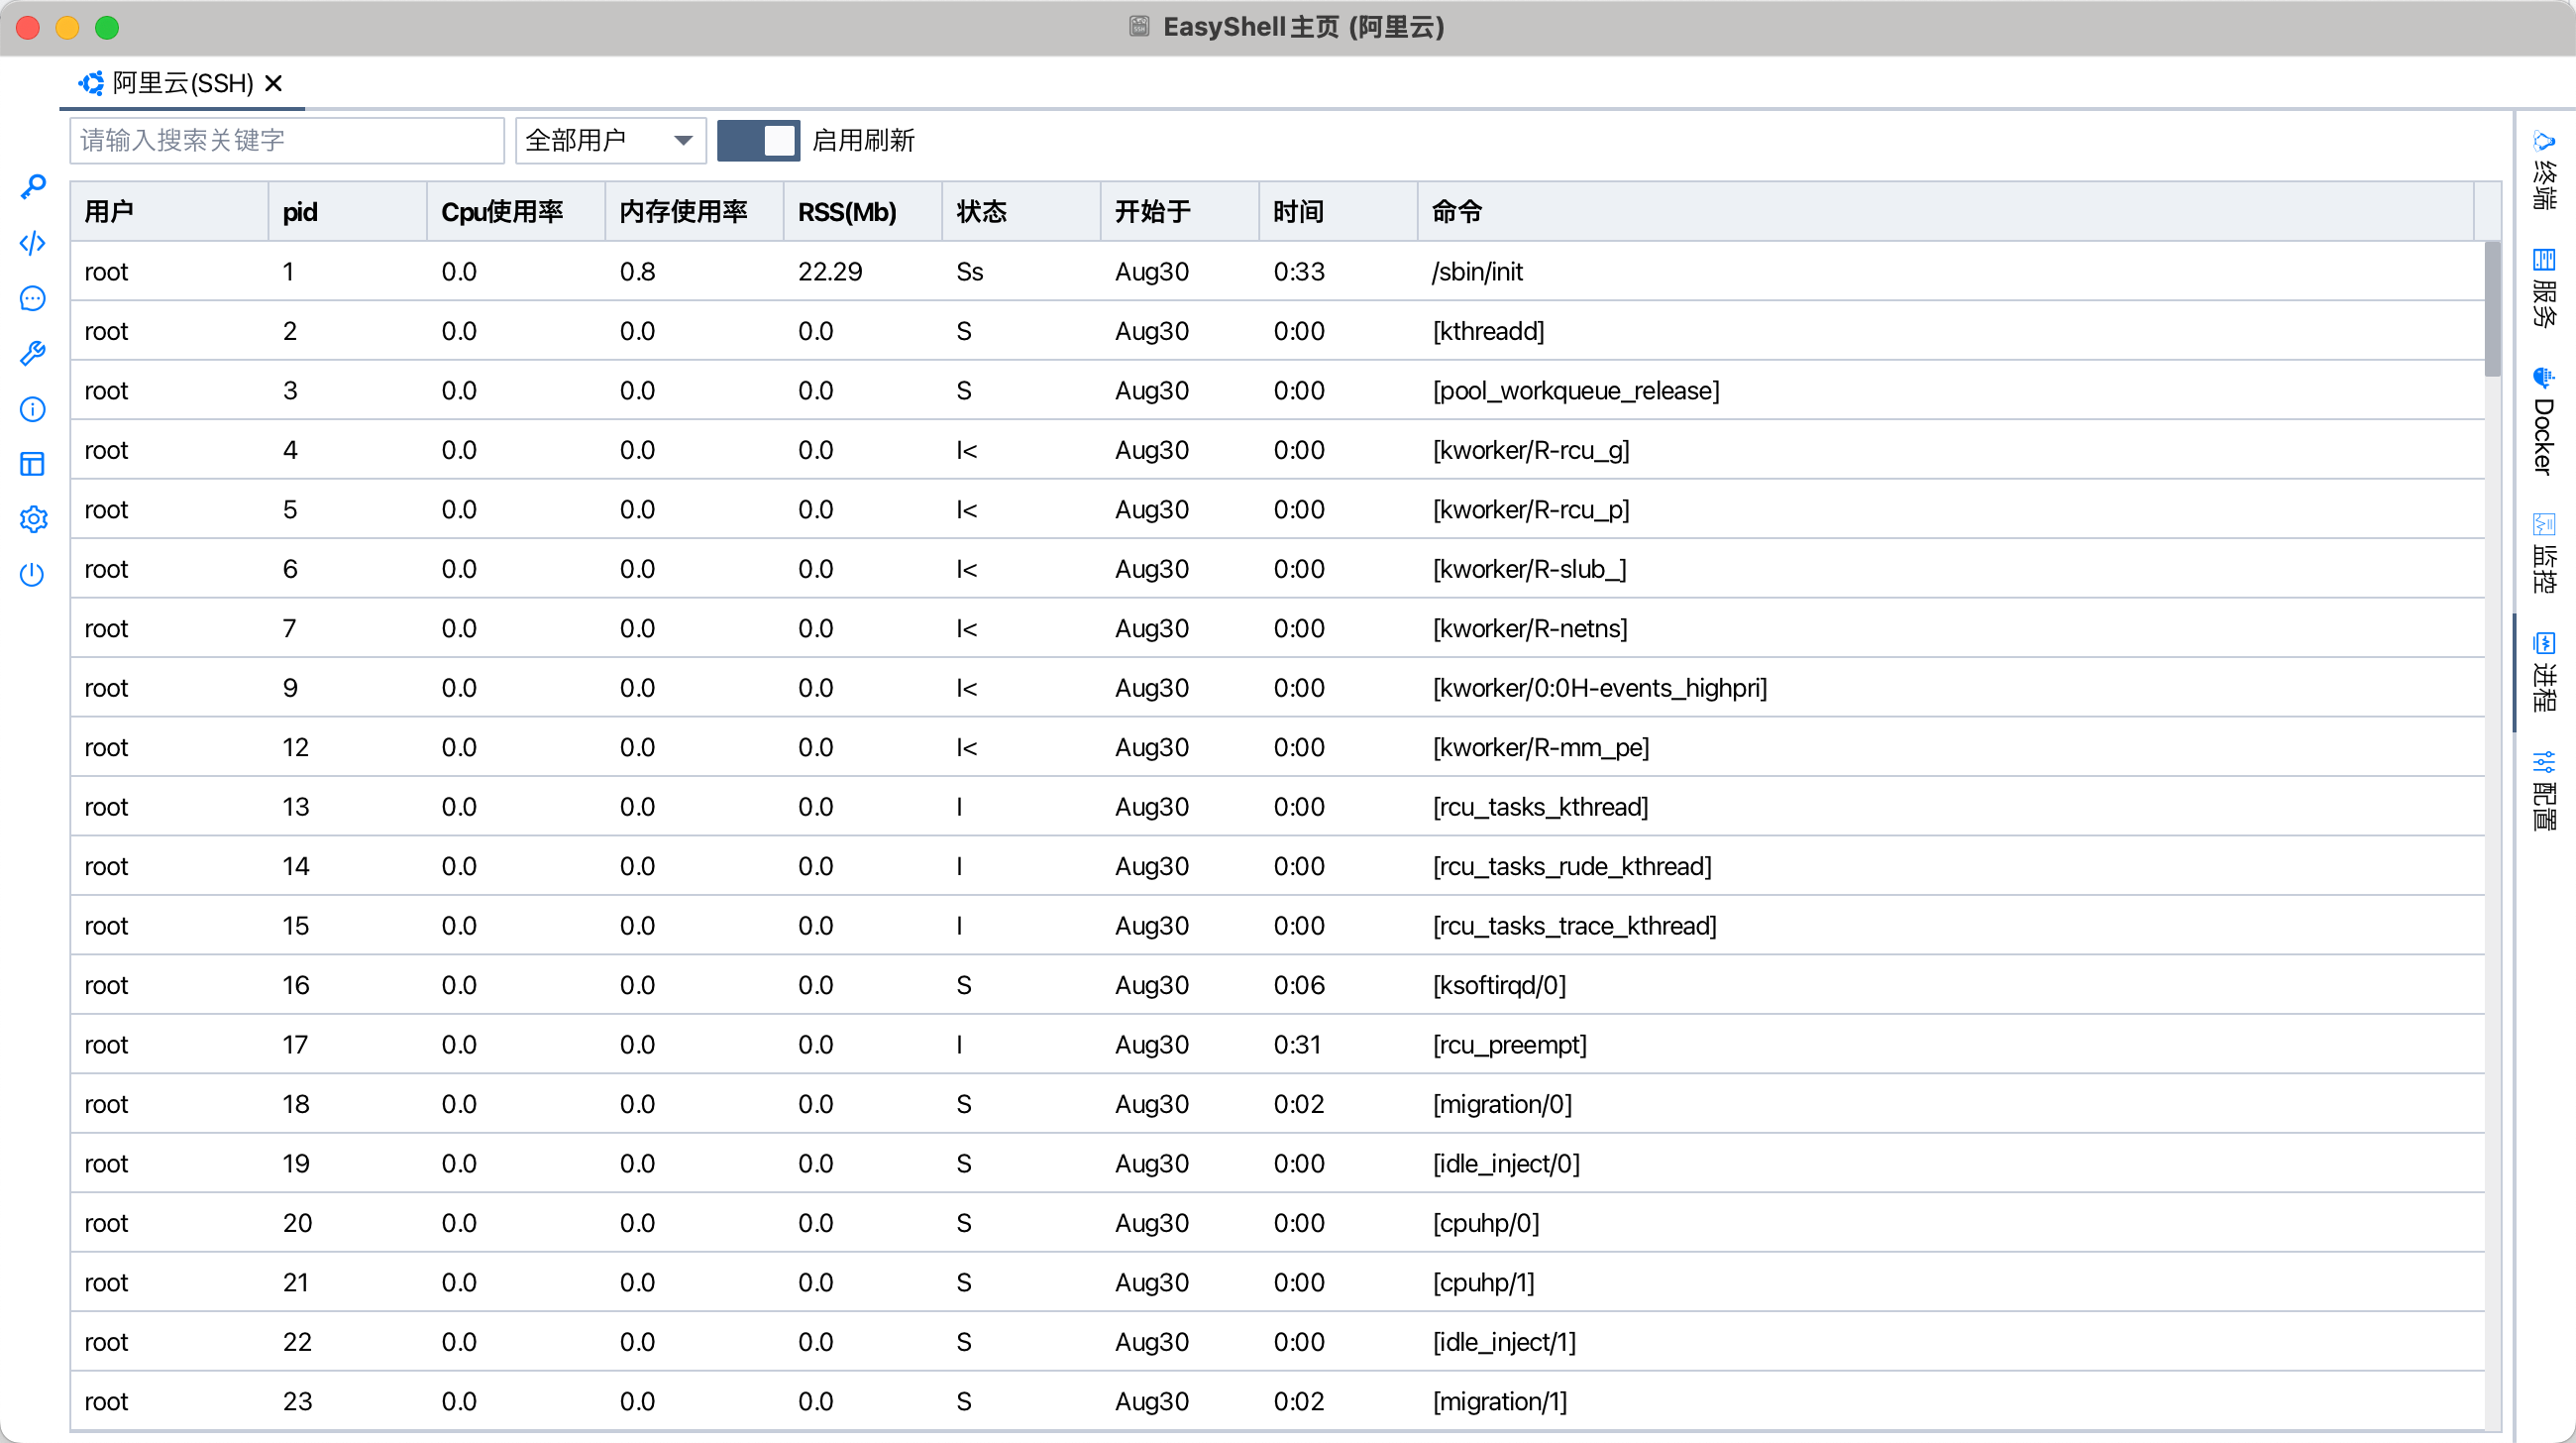 EasyShell主页 (阿里云)
阿里云(SSH)
请输入搜索关键字 全部用户 启用刷新
用户 pid Cpu使用率 内存使用率 RSS(Mb) 状态 开始于 时间 命令
root 1 0.0 0.8 22.29 Ss Aug30 0:33 /sbin/init
root 2 0.0 0.0 0.0 S Aug30 0:00 [kthreadd]
root 3 0.0 0.0 0.0 S Aug30 0:00 [pool_workqueue_release]
root 4 0.0 0.0 0.0 I< Aug30 0:00 [kworker/R-rcu_g]
root 5 0.0 0.0 0.0 I< Aug30 0:00 [kworker/R-rcu_p]
root 6 0.0 0.0 0.0 I< Aug30 0:00 [kworker/R-slub_]
root 7 0.0 0.0 0.0 I< Aug30 0:00 [kworker/R-netns]
root 9 0.0 0.0 0.0 I< Aug30 0:00 [kworker/0:0H-events_highpri]
root 12 0.0 0.0 0.0 I< Aug30 0:00 [kworker/R-mm_pe]
root 13 0.0 0.0 0.0 I Aug30 0:00 [rcu_tasks_kthread]
root 14 0.0 0.0 0.0 I Aug30 0:00 [rcu_tasks_rude_kthread]
root 15 0.0 0.0 0.0 I Aug30 0:00 [rcu_tasks_trace_kthread]
root 16 0.0 0.0 0.0 S Aug30 0:06 [ksoftirqd/0]
root 17 0.0 0.0 0.0 I Aug30 0:31 [rcu_preempt]
root 18 0.0 0.0 0.0 S Aug30 0:02 [migration/0]
root 19 0.0 0.0 0.0 S Aug30 0:00 [idle_inject/0]
root 20 0.0 0.0 0.0 S Aug30 0:00 [cpuhp/0]
root 21 0.0 0.0 0.0 S Aug30 0:00 [cpuhp/1]
root 22 0.0 0.0 0.0 S Aug30 0:00 [idle_inject/1]
root 23 0.0 0.0 0.0 S Aug30 0:02 [migration/1]
终端
服务
Docker
监控
进程
配置